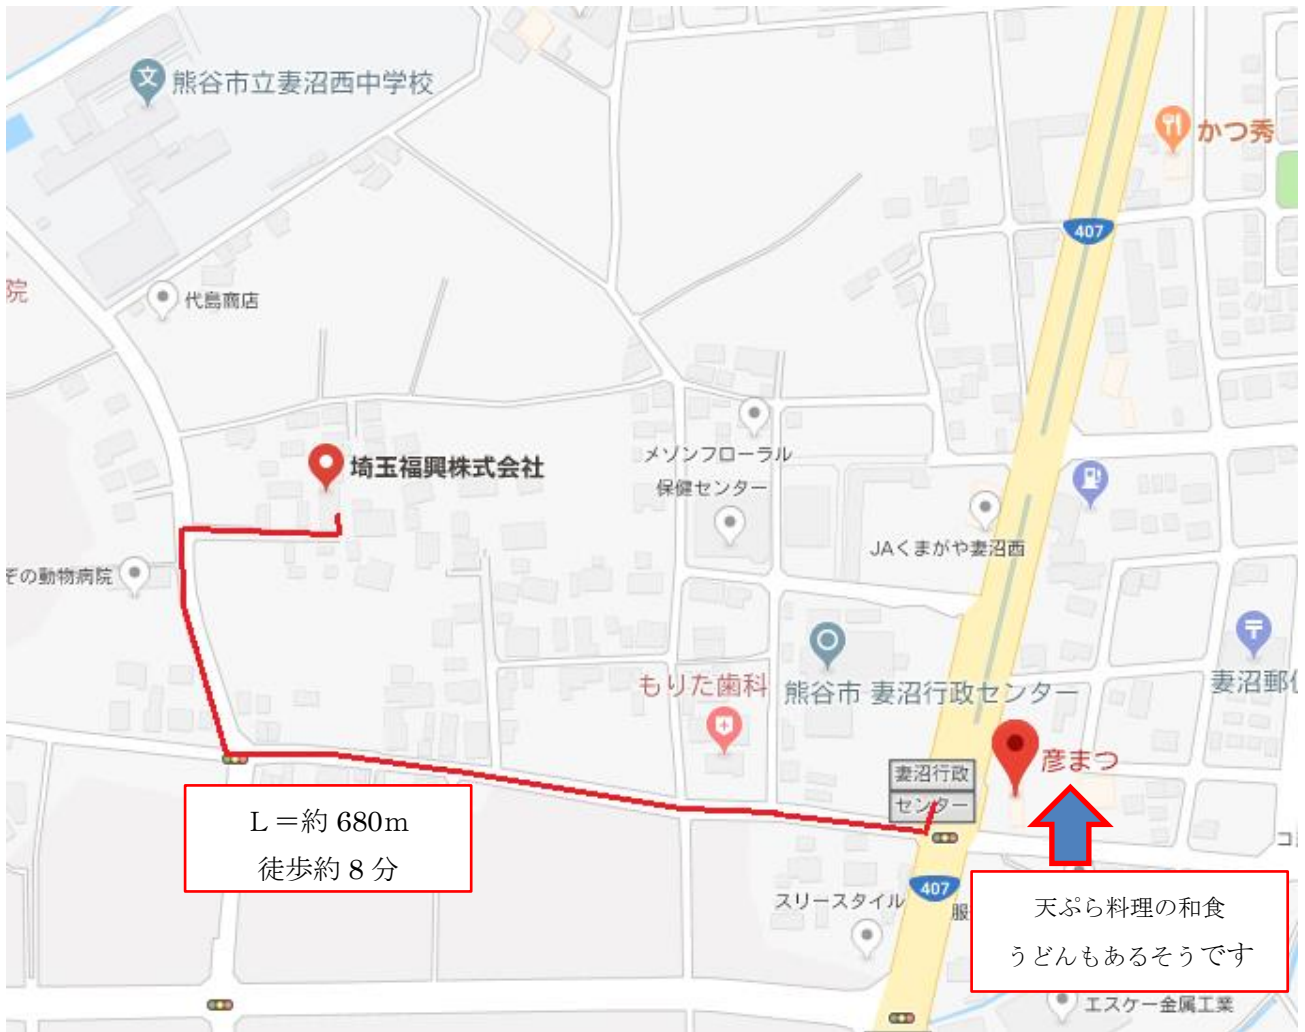 熊谷市立妻沼西中学校
かつ秀
407
院
代島商店
埼玉福興株式会社
メゾンフローラル
保健センター
JAくまがや妻沼西
ぞの動物病院
もりた歯科
熊谷市 妻沼行政センター
妻沼郵便
彦まつ
妻沼行政
センター
L＝約 680m
徒歩約 8 分
407
スリースタイル
服
天ぷら料理の和食
うどんもあるそうです
エスケー金属工業